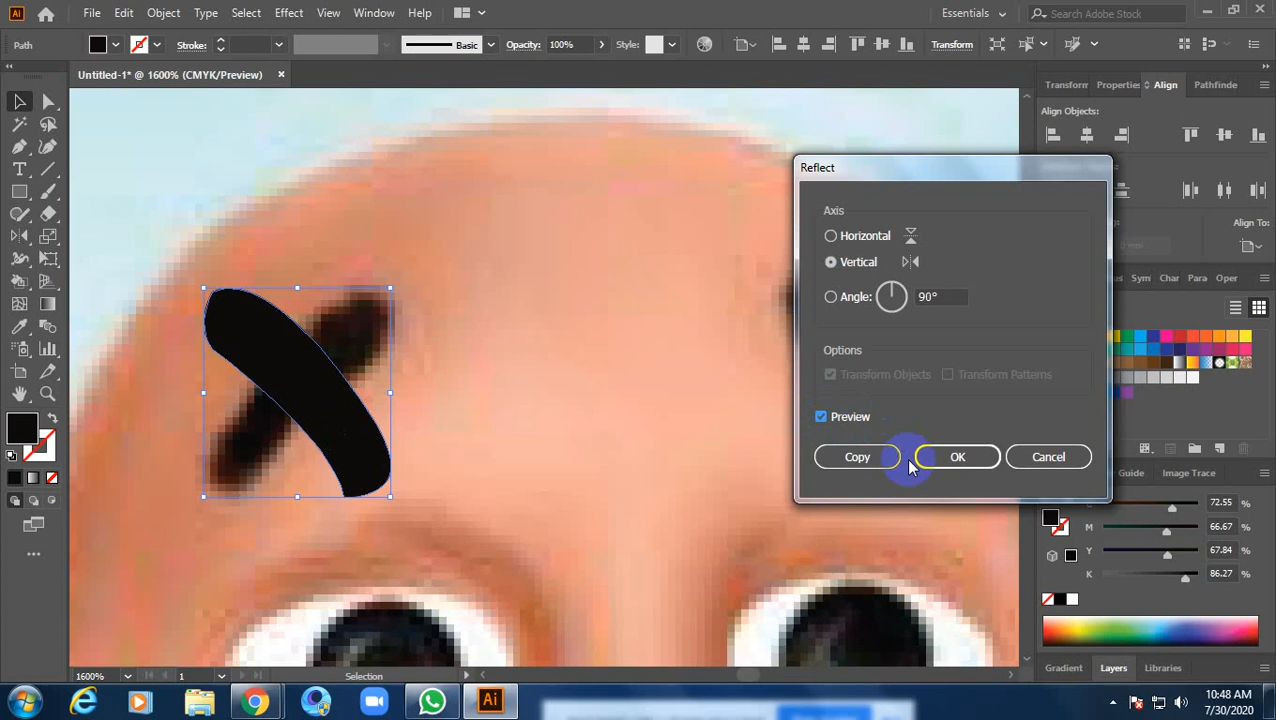 Ai File Edit Object Type Select Effect View Window Help Essentials Search Adobe Stock
Path Stroke: Basic Opacity: 100% Style: Transform
Untitled-1* @ 1600% (CMYK/Preview) × Transform Properties Align Pathfinde
Align Objects:
Reflect
Axis
Horizontal
Align To:
Vertical
Sym Char Para Oper
Angle: 90°
Options
Transform Objects Transform Patterns
Preview
Copy OK Cancel
Guide Image Trace
72.55 %
M 66.67 %
Y 67.84 %
K 86.27 %
Gradient Layers Libraries
1600% 1 Selection
Ai
10:48 AM
7/30/2020